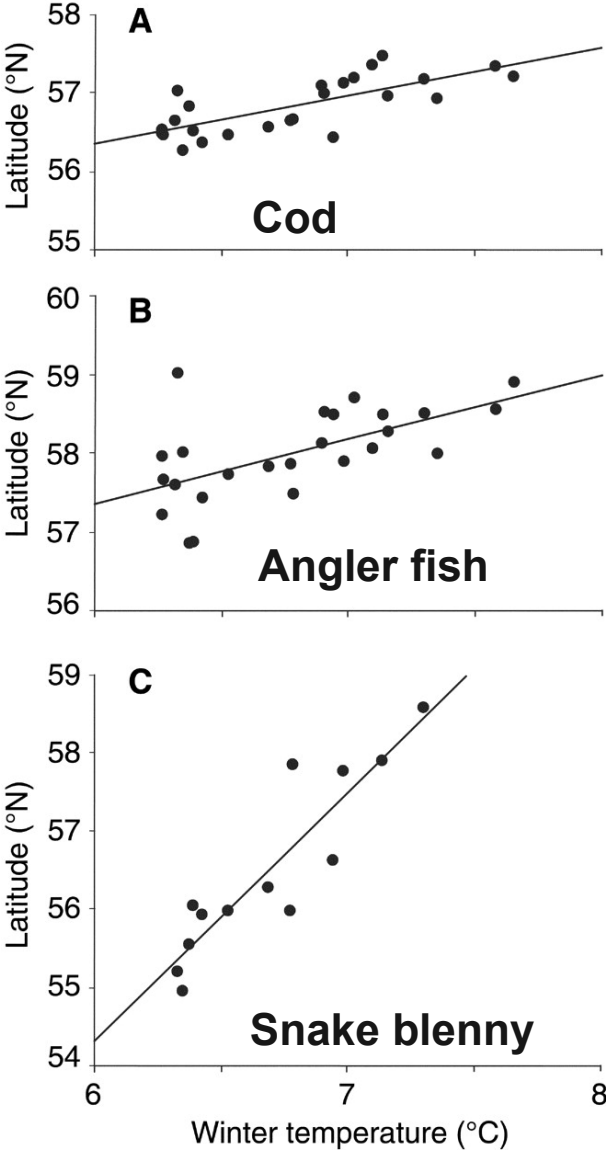 A
58
57
56
55
Latitude (°N)
Cod
B
60
59
58
57
56
Latitude (°N)
Angler fish
C
59
58
57
56
55
54
Latitude (°N)
Snake blenny
6 7 8
Winter temperature (°C)